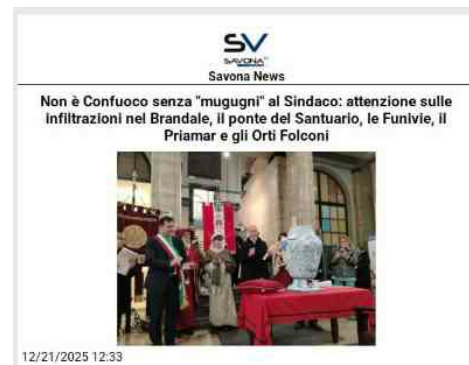 SV
SAVONA
Savona News
Non è Confuoco senza "mugugni" al Sindaco: attenzione sulle
infiltrazioni nel Brandale, il ponte del Santuario, le Funivie, il
Priamar e gli Orti Folconi
12/21/2025 12:33